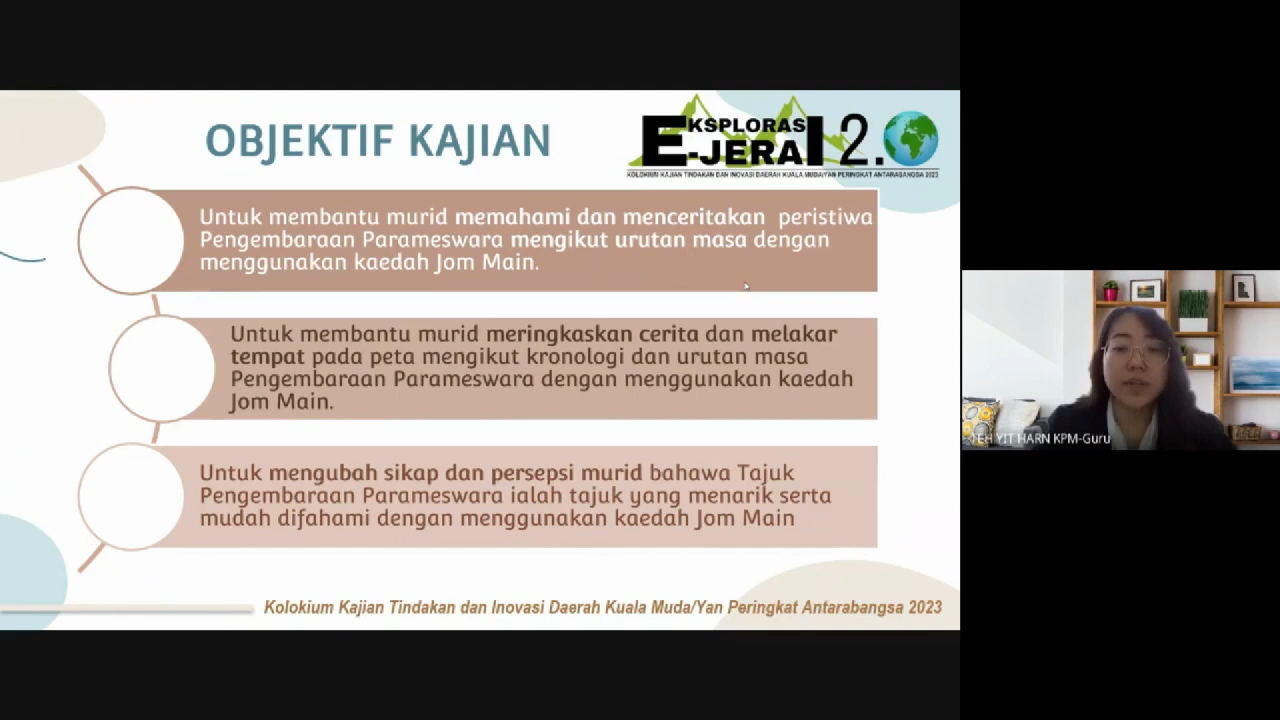 OBJEKTIF KAJIAN
EKSPLORASI
E-JERAI 2.0
KOLOKIUM KAJIAN TINDAKAN DAN INOVASI DAERAH KUALA MUDA/YAN PERINGKAT ANTARABANGSA 2023
Untuk membantu murid memahami dan menceritakan peristiwa
Pengembaraan Parameswara mengikut urutan masa dengan
menggunakan kaedah Jom Main.
Untuk membantu murid meringkaskan cerita dan melakar
tempat pada peta mengikut kronologi dan urutan masa
Pengembaraan Parameswara dengan menggunakan kaedah
Jom Main.
Untuk mengubah sikap dan persepsi murid bahawa Tajuk
Pengembaraan Parameswara ialah tajuk yang menarik serta
mudah difahami dengan menggunakan kaedah Jom Main
Kolokium Kajian Tindakan dan Inovasi Daerah Kuala Muda/Yan Peringkat Antarabangsa 2023
TEH YIT HARN KPM-Guru